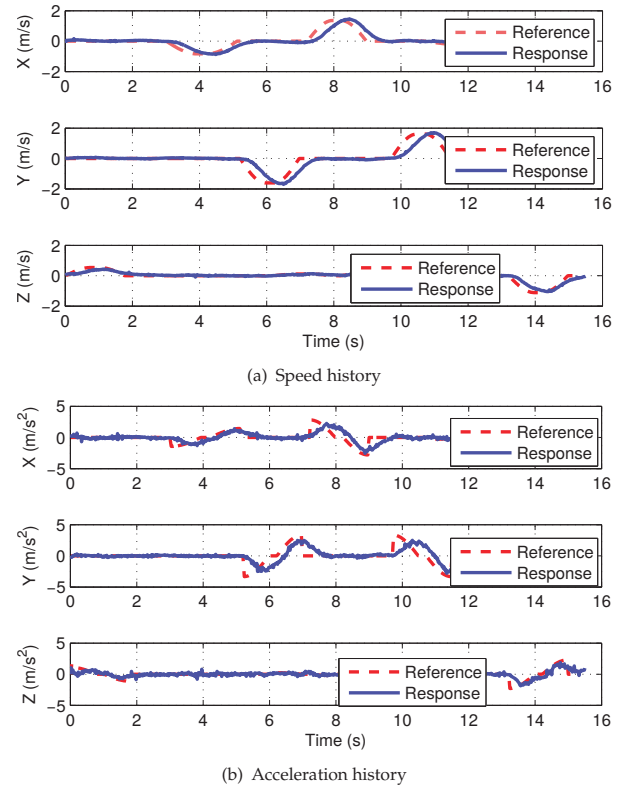 2
0
−2
X (m/s)
0 2 4 6 8 10 12 14 16
Reference
Response
2
0
−2
Y (m/s)
0 2 4 6 8 10 12 14 16
Reference
Response
2
0
−2
Z (m/s)
0 2 4 6 8 10 12 14 16
Reference
Response
Time (s)
(a) Speed history
5
0
−5
X (m/s²)
0 2 4 6 8 10 12 14 16
Reference
Response
5
0
−5
Y (m/s²)
0 2 4 6 8 10 12 14 16
Reference
Response
5
0
−5
Z (m/s²)
0 2 4 6 8 10 12 14 16
Reference
Response
Time (s)
(b) Acceleration history